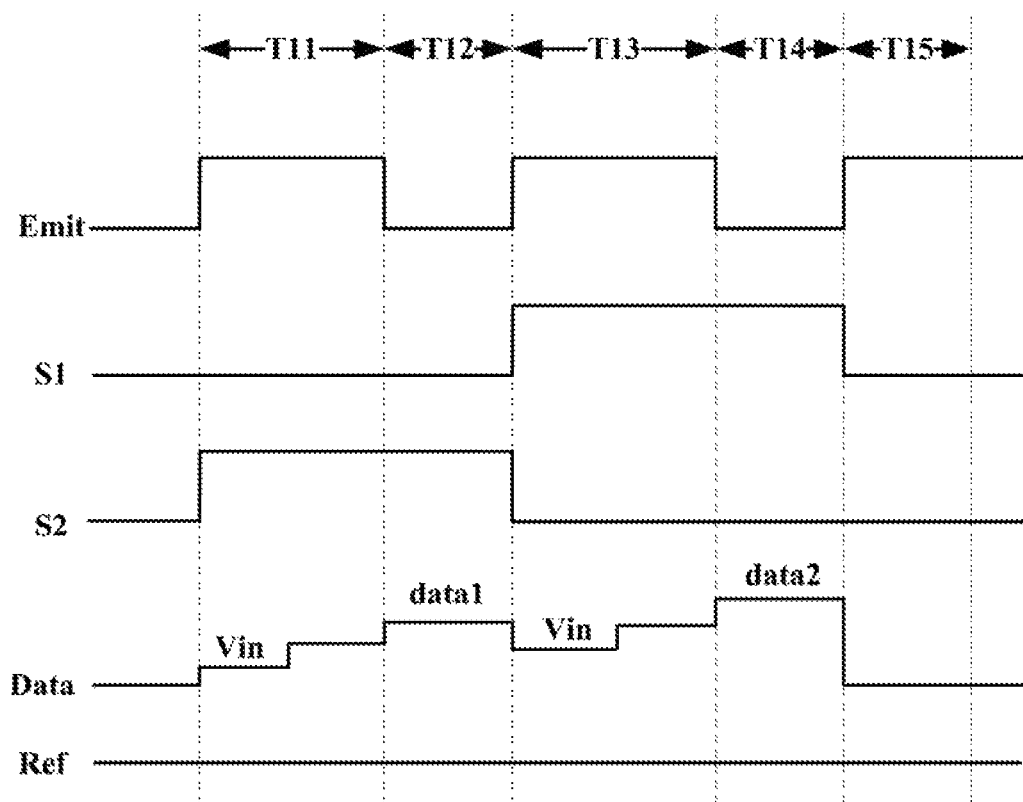 T11 T12 T13 T14 T15
Emit
S1
S2
data1 data2
Vin Vin
Data
Ref